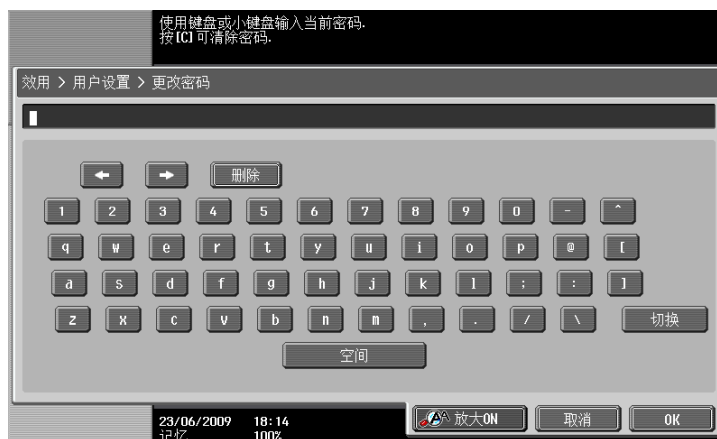 使用键盘或小键盘输入当前密码.
按[C]可清除密码.
效用 > 用户设置 > 更改密码
← → 删除
1 2 3 4 5 6 7 8 9 0 - ^
q w e r t y u i o p @ [
a s d f g h j k l ; : ]
z x c v b n m , . / \ 切换
空间
放大ON 取消 OK
23/06/2009 18:14
记忆 100%